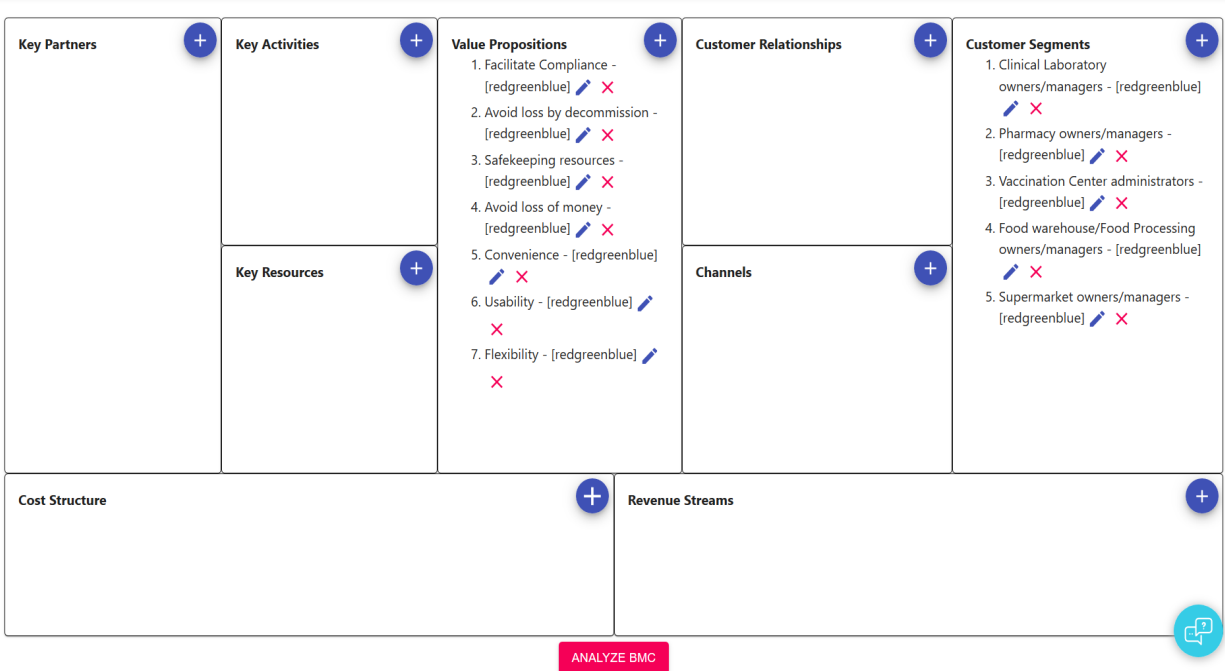 Key Partners
Key Activities
Value Propositions
1. Facilitate Compliance -
[redgreenblue]
2. Avoid loss by decommission -
[redgreenblue]
3. Safekeeping resources -
[redgreenblue]
4. Avoid loss of money -
[redgreenblue]
5. Convenience - [redgreenblue]
6. Usability - [redgreenblue]
7. Flexibility - [redgreenblue]
Customer Relationships
Customer Segments
1. Clinical Laboratory
owners/managers - [redgreenblue]
2. Pharmacy owners/managers -
[redgreenblue]
3. Vaccination Center administrators -
[redgreenblue]
4. Food warehouse/Food Processing
owners/managers - [redgreenblue]
5. Supermarket owners/managers -
[redgreenblue]
Key Resources
Channels
Cost Structure
Revenue Streams
ANALYZE BMC